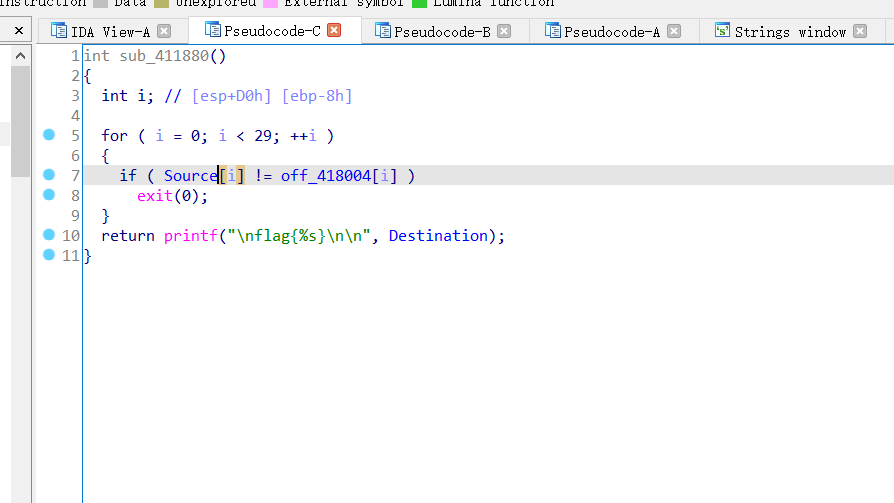 Instruction Data Unexplored External symbol Lumina function
IDA View-A Pseudocode-C Pseudocode-B Pseudocode-A Strings window
1 int sub_411880()
2 {
3 int i; // [esp+D0h] [ebp-8h]
4
5 for ( i = 0; i < 29; ++i )
6 {
7 if ( Source[i] != off_418004[i] )
8 exit(0);
9 }
10 return printf("\nflag{%s}\n\n", Destination);
11 }